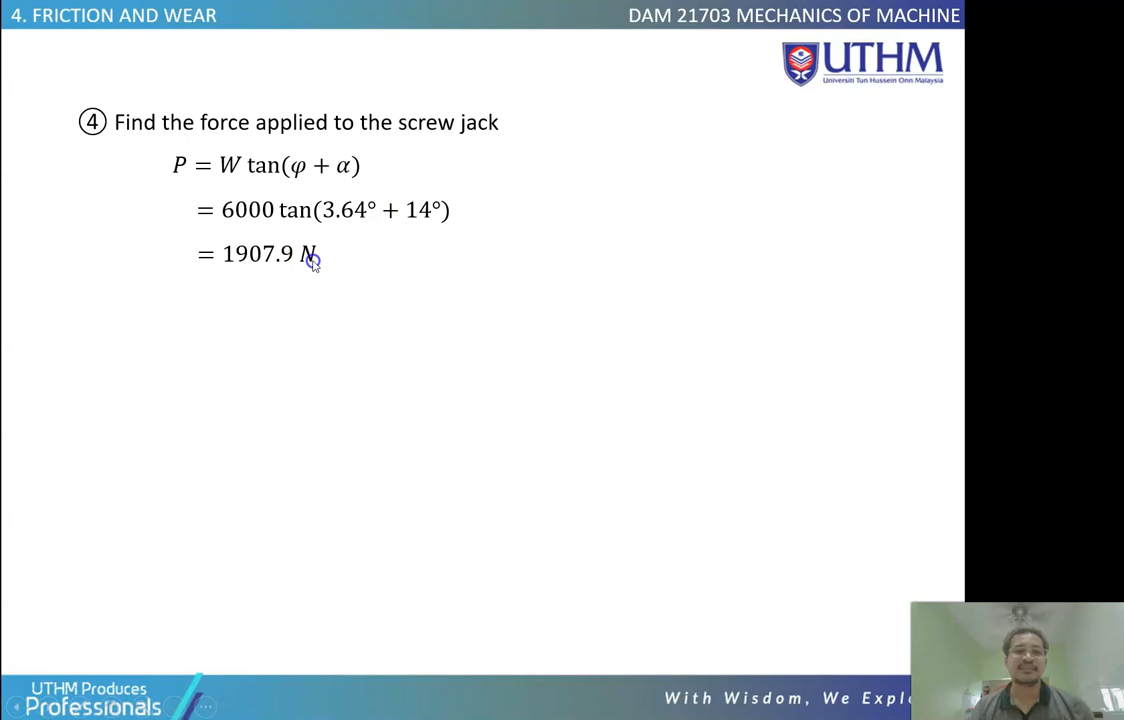 4. FRICTION AND WEAR
DAM 21703 MECHANICS OF MACHINE
UTHM
Universiti Tun Hussein Onn Malaysia
④ Find the force applied to the screw jack
P = W tan(φ + α)
= 6000 tan(3.64° + 14°)
= 1907.9 N
UTHM Produces
Professionals
With Wisdom, We Explo